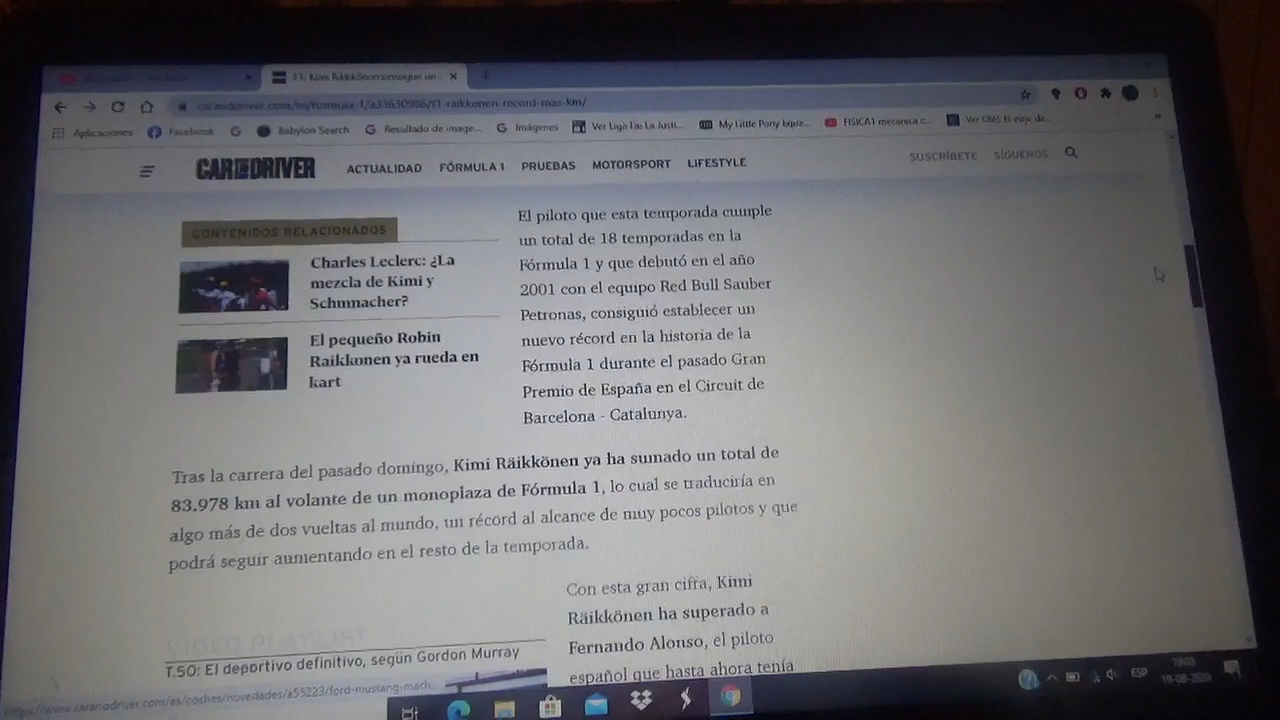 F1: Kimi Räikkönen consigue un
caranddriver.com/es/formula-1/a33630986/f1-raikkonen-record-mas-km/
Aplicaciones Facebook G Babylon Search Resultado de image... Imágenes My Little Pony FISICA1 mecanica c... Ver Olé! El viaje de...
CAR AND DRIVER ACTUALIDAD FÓRMULA 1 PRUEBAS MOTORSPORT LIFESTYLE SUSCRÍBETE SÍGUENOS
CONTENIDOS RELACIONADOS
Charles Leclerc: ¿La
mezcla de Kimi y
Schumacher?
El pequeño Robin
Raikkonen ya rueda en
kart
El piloto que esta temporada cumple
un total de 18 temporadas en la
Fórmula 1 y que debutó en el año
2001 con el equipo Red Bull Sauber
Petronas, consiguió establecer un
nuevo récord en la historia de la
Fórmula 1 durante el pasado Gran
Premio de España en el Circuit de
Barcelona - Catalunya.
Tras la carrera del pasado domingo, Kimi Räikkönen ya ha sumado un total de
83.978 km al volante de un monoplaza de Fórmula 1, lo cual se traduciría en
algo más de dos vueltas al mundo, un récord al alcance de muy pocos pilotos y que
podrá seguir aumentando en el resto de la temporada.
VIDEO PLAYLIST
T.50: El deportivo definitivo, según Gordon Murray
Con esta gran cifra, Kimi
Räikkönen ha superado a
Fernando Alonso, el piloto
español que hasta ahora tenía
https://www.caranddriver.com/es/coches/novedades/a55223/ford-mustang-mach...
ESP
19:03
19-08-2020